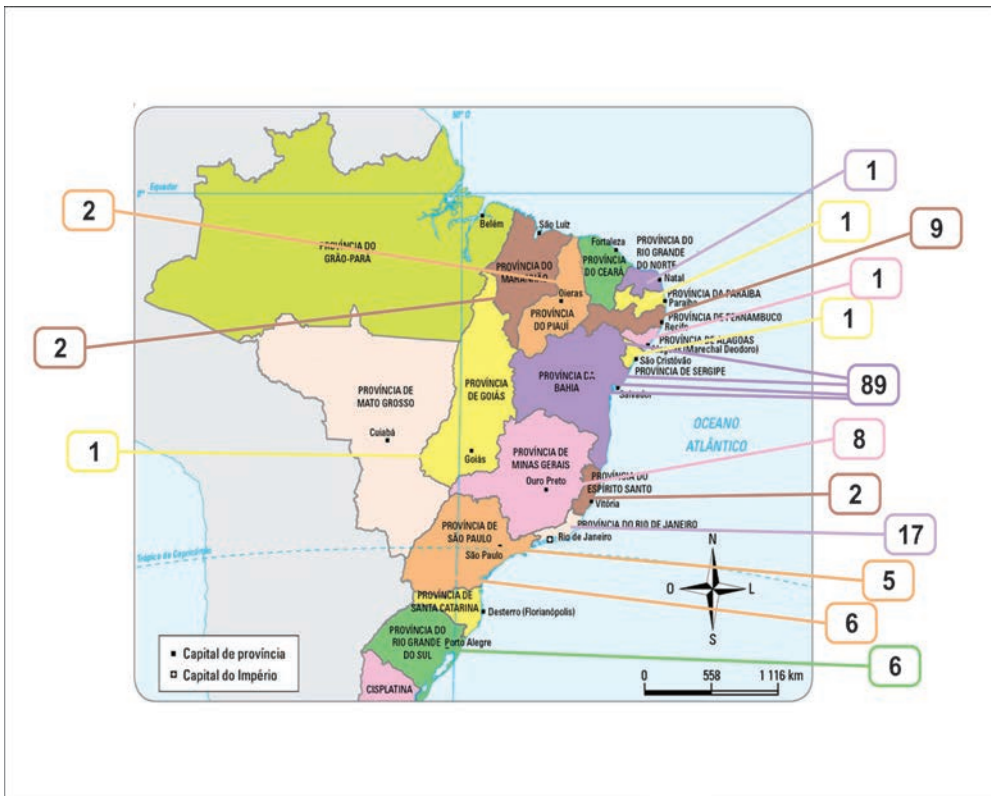 50º O
0º
Equador
1
2
1
9
Belém
São Luiz
Fortaleza
PROVÍNCIA DO
RIO GRANDE
DO NORTE
PROVÍNCIA DO
GRÃO-PARÁ
PROVÍNCIA DO
MARANHÃO
PROVÍNCIA
DO CEARÁ
Natal
1
Oieras
PROVÍNCIA DA PARAÍBA
Paraíba
PROVÍNCIA
DO PIAUÍ
PROVÍNCIA DE PERNAMBUCO
Recife
1
2
PROVÍNCIA DE ALAGOAS
(Marechal Deodoro)
São Cristóvão
PROVÍNCIA DE SERGIPE
PROVÍNCIA DA
BAHIA
89
Salvador
PROVÍNCIA DE
MATO GROSSO
PROVÍNCIA
DE GOIÁS
OCEANO
ATLÂNTICO
Cuiabá
1
Goiás
PROVÍNCIA DE
MINAS GERAIS
Ouro Preto
8
PROVÍNCIA DO
ESPÍRITO SANTO
Vitória
2
PROVÍNCIA DE
SÃO PAULO
PROVÍNCIA DO RIO DE JANEIRO
Rio de Janeiro
17
São Paulo
Trópico de Capricórnio
5
N
O
L
S
PROVÍNCIA DE
SANTA CATARINA
Desterro (Florianópolis)
6
PROVÍNCIA DO
RIO GRANDE
DO SUL
Porto Alegre
6
CISPLATINA
Capital de província
Capital do Império
0 558 1 116 km